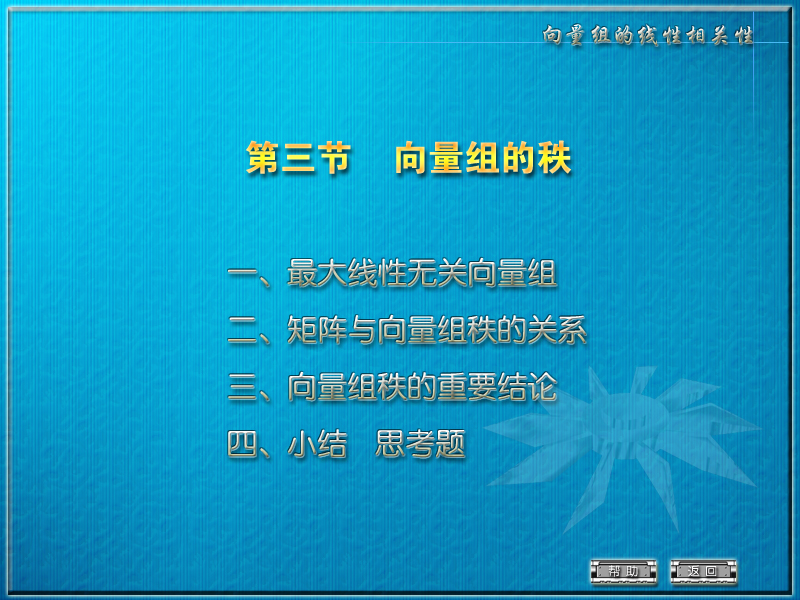 向量组的线性相关性
第三节 向量组的秩
一、最大线性无关向量组
二、矩阵与向量组秩的关系
三、向量组秩的重要结论
四、小结 思考题
帮助 返回